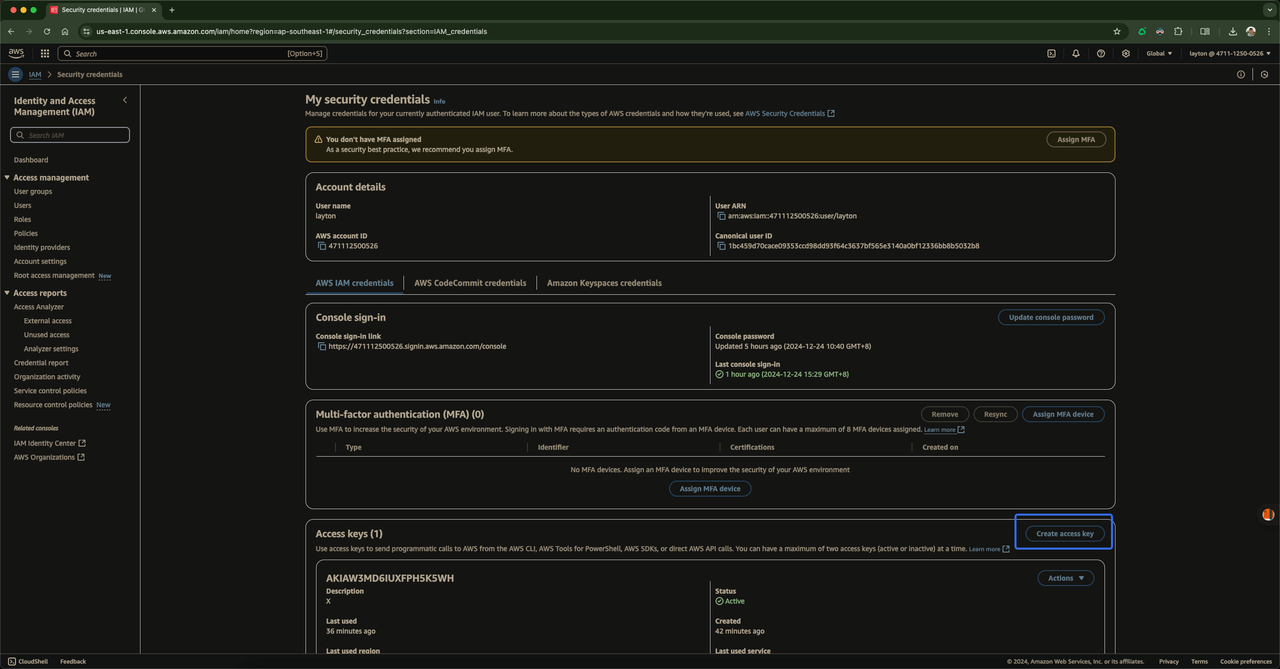 Security credentials | IAM | G
us-east-1.console.aws.amazon.com/iam/home?region=ap-southeast-1#/security_credentials?section=IAM_credentials
aws
Search
[Option+S]
Global
layton @ 4711-1250-0526
IAM
Security credentials
Identity and Access Management (IAM)
Search IAM
Dashboard
Access management
User groups
Users
Roles
Policies
Identity providers
Account settings
Root access management New
Access reports
Access Analyzer
External access
Unused access
Analyzer settings
Credential report
Organization activity
Service control policies
Resource control policies New
Related consoles
IAM Identity Center
AWS Organizations
My security credentials Info
Manage credentials for your currently authenticated IAM user. To learn more about the types of AWS credentials and how they're used, see AWS Security Credentials
You don't have MFA assigned
As a security best practice, we recommend you assign MFA.
Assign MFA
Account details
User name
layton
User ARN
arn:aws:iam::471112500526:user/layton
AWS account ID
471112500526
Canonical user ID
1bc459d70cace09353ccd98dd93f64c3637bf565e3140a0bf12336bb8b5032b8
AWS IAM credentials
AWS CodeCommit credentials
Amazon Keyspaces credentials
Console sign-in
Update console password
Console sign-in link
https://471112500526.signin.aws.amazon.com/console
Console password
Updated 5 hours ago (2024-12-24 10:40 GMT+8)
Last console sign-in
1 hour ago (2024-12-24 15:29 GMT+8)
Multi-factor authentication (MFA) (0)
Remove
Resync
Assign MFA device
Use MFA to increase the security of your AWS environment. Signing in with MFA requires an authentication code from an MFA device. Each user can have a maximum of 8 MFA devices assigned. Learn more
Type
Identifier
Certifications
Created on
No MFA devices. Assign an MFA device to improve the security of your AWS environment
Assign MFA device
Access keys (1)
Create access key
Use access keys to send programmatic calls to AWS from the AWS CLI, AWS Tools for PowerShell, AWS SDKs, or direct AWS API calls. You can have a maximum of two access keys (active or inactive) at a time. Learn more
AKIAW3MD6IUXFPH5K5WH
Actions
Description
X
Status
Active
Last used
36 minutes ago
Created
42 minutes ago
Last used region
Last used service
CloudShell
Feedback
© 2024, Amazon Web Services, Inc. or its affiliates.
Privacy
Terms
Cookie preferences